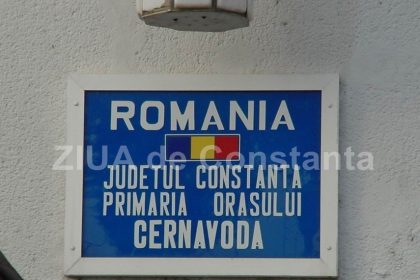 ROMANIA
ZIUA de Constanta
JUDETUL CONSTANTA
PRIMARIA ORASULUI
CERNAVODA